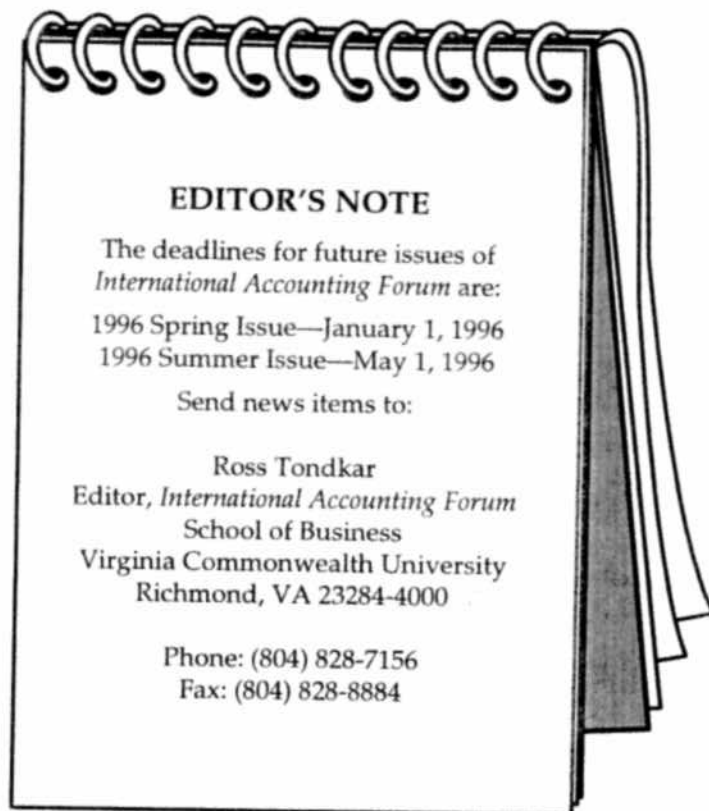 EDITOR'S NOTE
The deadlines for future issues of
International Accounting Forum are:
1996 Spring Issue—January 1, 1996
1996 Summer Issue—May 1, 1996
Send news items to:
Ross Tondkar
Editor, International Accounting Forum
School of Business
Virginia Commonwealth University
Richmond, VA 23284-4000
Phone: (804) 828-7156
Fax: (804) 828-8884